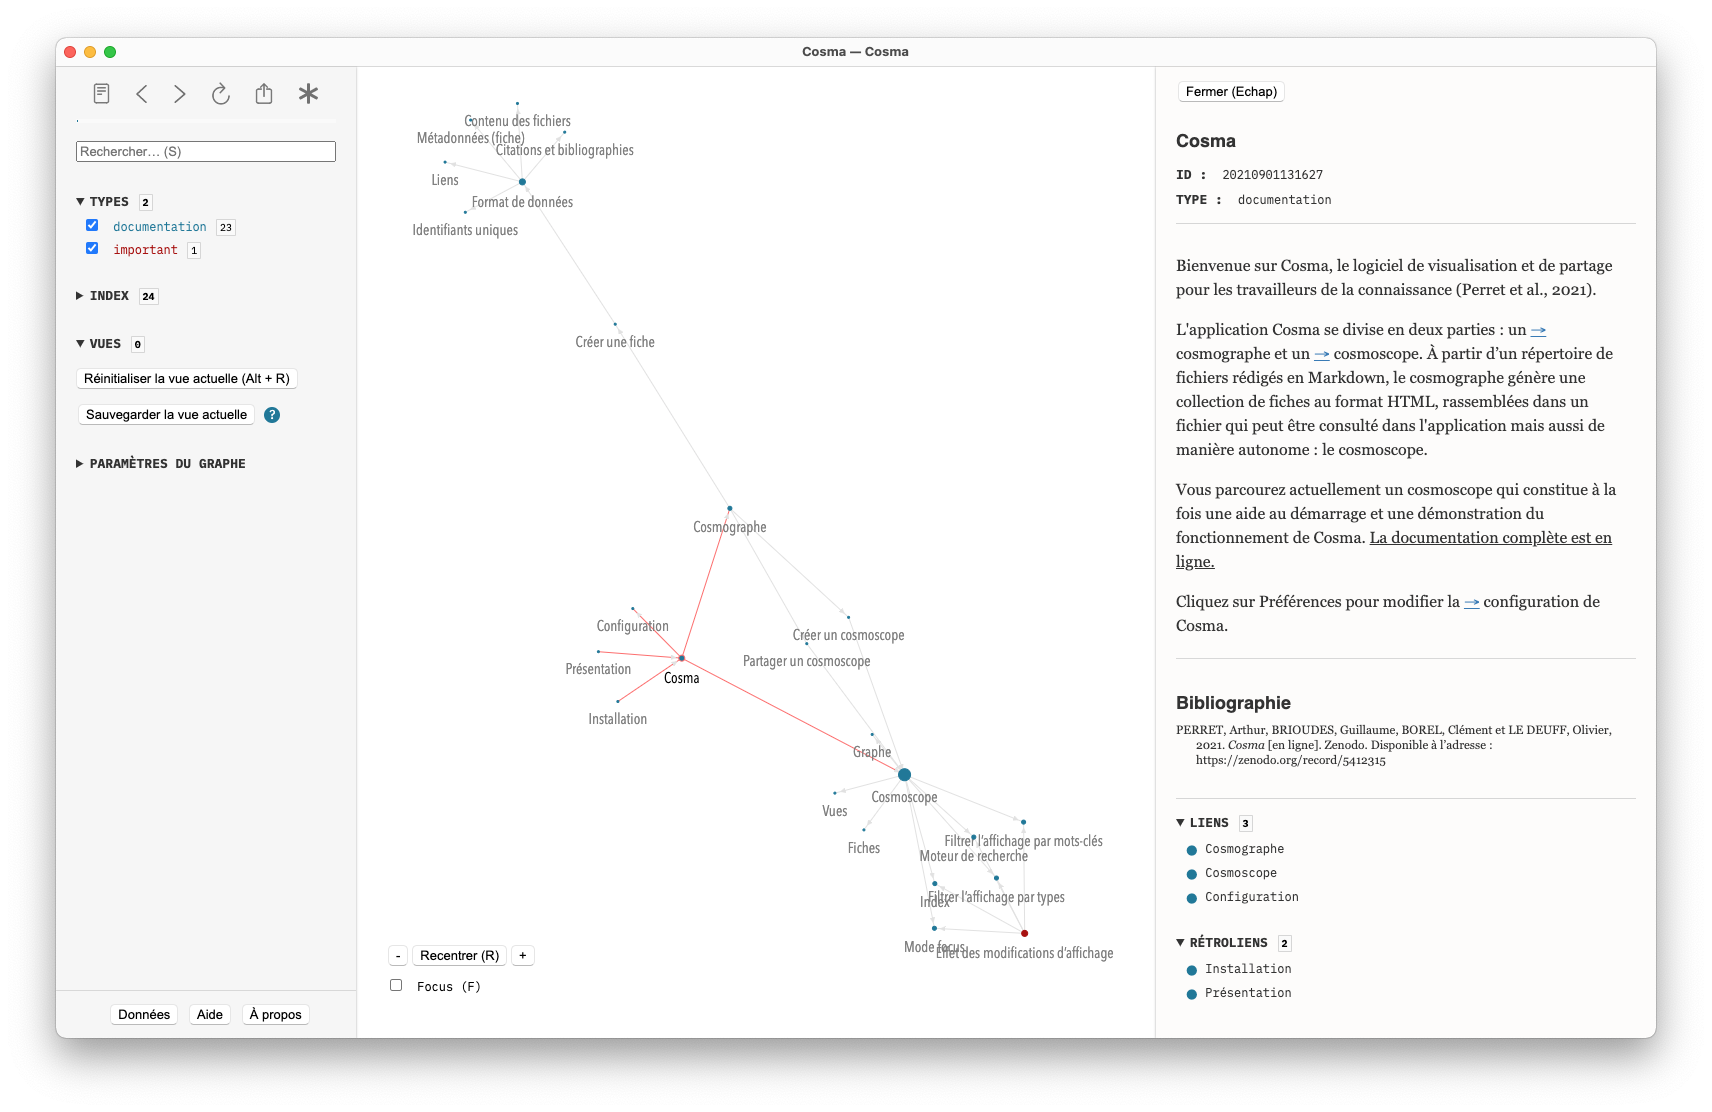 Cosma — Cosma
Rechercher… (S)
▼ TYPES 2
documentation 23
important 1
▶ INDEX 24
▼ VUES 0
Réinitialiser la vue actuelle (Alt + R)
Sauvegarder la vue actuelle ?
▶ PARAMÈTRES DU GRAPHE
Données Aide À propos
Contenu des fichiers
Métadonnées (fiche)
Citations et bibliographies
Liens
Format de données
Identifiants uniques
Créer une fiche
Cosmographe
Configuration
Créer un cosmoscope
Partager un cosmoscope
Présentation
Cosma
Installation
Graphe
Cosmoscope
Vues
Filtrer l’affichage par mots-clés
Fiches
Moteur de recherche
Filtrer l’affichage par types
Index
Mode focus
Effet des modifications d’affichage
- Recentrer (R) +
Focus (F)
Fermer (Echap)
Cosma
ID : 20210901131627
TYPE : documentation
Bienvenue sur Cosma, le logiciel de visualisation et de partage
pour les travailleurs de la connaissance (Perret et al., 2021).
L'application Cosma se divise en deux parties : un →
cosmographe et un → cosmoscope. À partir d’un répertoire de
fichiers rédigés en Markdown, le cosmographe génère une
collection de fiches au format HTML, rassemblées dans un
fichier qui peut être consulté dans l'application mais aussi de
manière autonome : le cosmoscope.
Vous parcourez actuellement un cosmoscope qui constitue à la
fois une aide au démarrage et une démonstration du
fonctionnement de Cosma. La documentation complète est en
ligne.
Cliquez sur Préférences pour modifier la → configuration de
Cosma.
Bibliographie
PERRET, Arthur, BRIOUDES, Guillaume, BOREL, Clément et LE DEUFF, Olivier,
2021. Cosma [en ligne]. Zenodo. Disponible à l’adresse :
https://zenodo.org/record/5412315
▼ LIENS 3
Cosmographe
Cosmoscope
Configuration
▼ RÉTROLIENS 2
Installation
Présentation